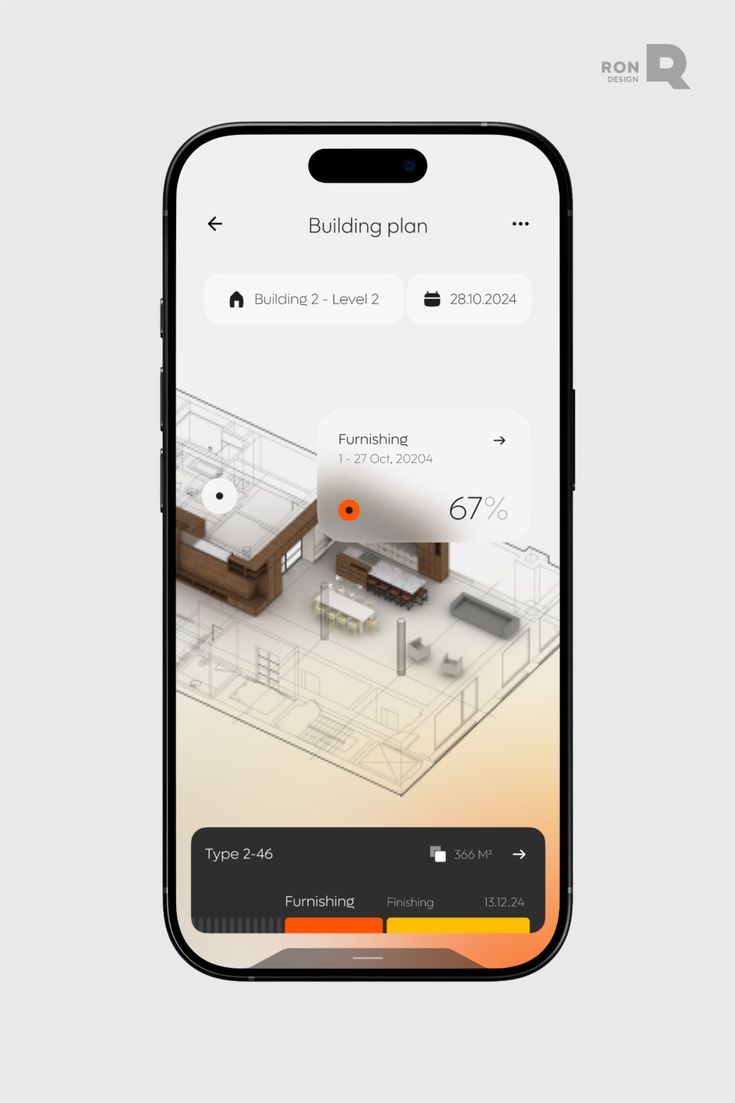 RON
DESIGN
Building plan
Building 2 - Level 2
28.10.2024
Furnishing
1 - 27 Oct, 20204
67%
Type 2-46
366 M²
Furnishing
Finishing
13.12.24